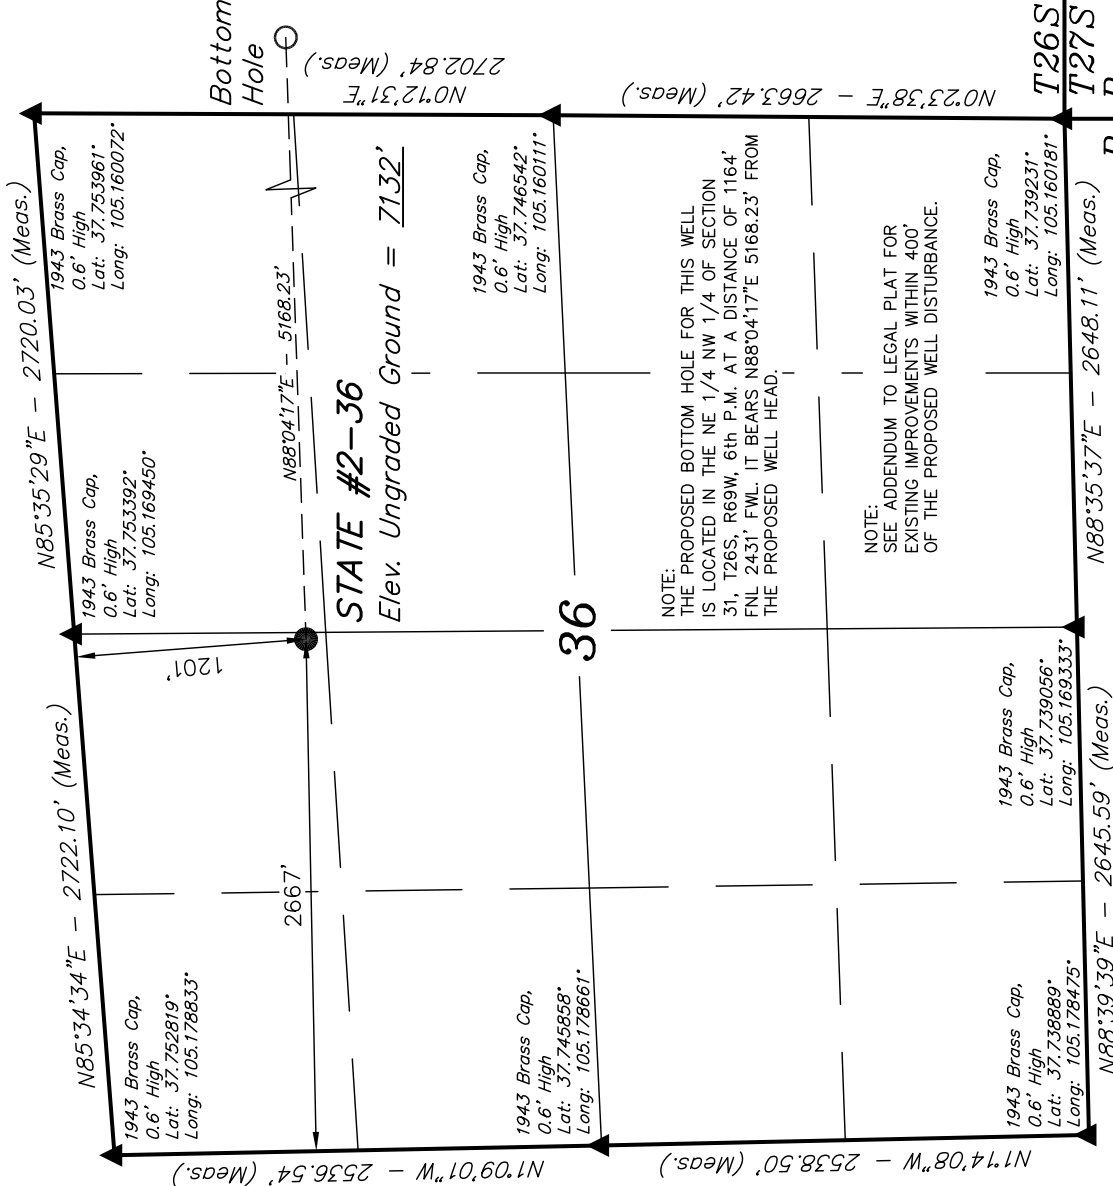 N85°34'34"E - 2722.10' (Meas.)
N85°35'29"E - 2720.03' (Meas.)
1943 Brass Cap,
0.6' High
Lat: 37.752819°
Long: 105.178833°
1943 Brass Cap,
0.6' High
Lat: 37.753392°
Long: 105.169450°
1943 Brass Cap,
0.6' High
Lat: 37.753961°
Long: 105.160072°
Bottom
Hole
1201'
2667'
N88°04'17"E - 5168.23'
STATE #2-36
Elev. Ungraded Ground = 7132'
N1°09'01"W - 2536.54' (Meas.)
N0°12'31"E
2702.84' (Meas.)
1943 Brass Cap,
0.6' High
Lat: 37.745858°
Long: 105.178661°
1943 Brass Cap,
0.6' High
Lat: 37.746542°
Long: 105.160111°
36
NOTE:
THE PROPOSED BOTTOM HOLE FOR THIS WELL
IS LOCATED IN THE NE 1/4 NW 1/4 OF SECTION
31, T26S, R69W, 6th P.M. AT A DISTANCE OF 1164'
FNL 2431' FWL. IT BEARS N88°04'17"E 5168.23' FROM
THE PROPOSED WELL HEAD.
NOTE:
SEE ADDENDUM TO LEGAL PLAT FOR
EXISTING IMPROVEMENTS WITHIN 400'
OF THE PROPOSED WELL DISTURBANCE.
N1°14'08"W - 2538.50' (Meas.)
N0°23'38"E - 2663.42' (Meas.)
1943 Brass Cap,
0.6' High
Lat: 37.738889°
Long: 105.178475°
1943 Brass Cap,
0.6' High
Lat: 37.739056°
Long: 105.169333°
1943 Brass Cap,
0.6' High
Lat: 37.739231°
Long: 105.160181°
T26S
T27S
N88°39'39"E - 2645.59' (Meas.)
N88°35'37"E - 2648.11' (Meas.)